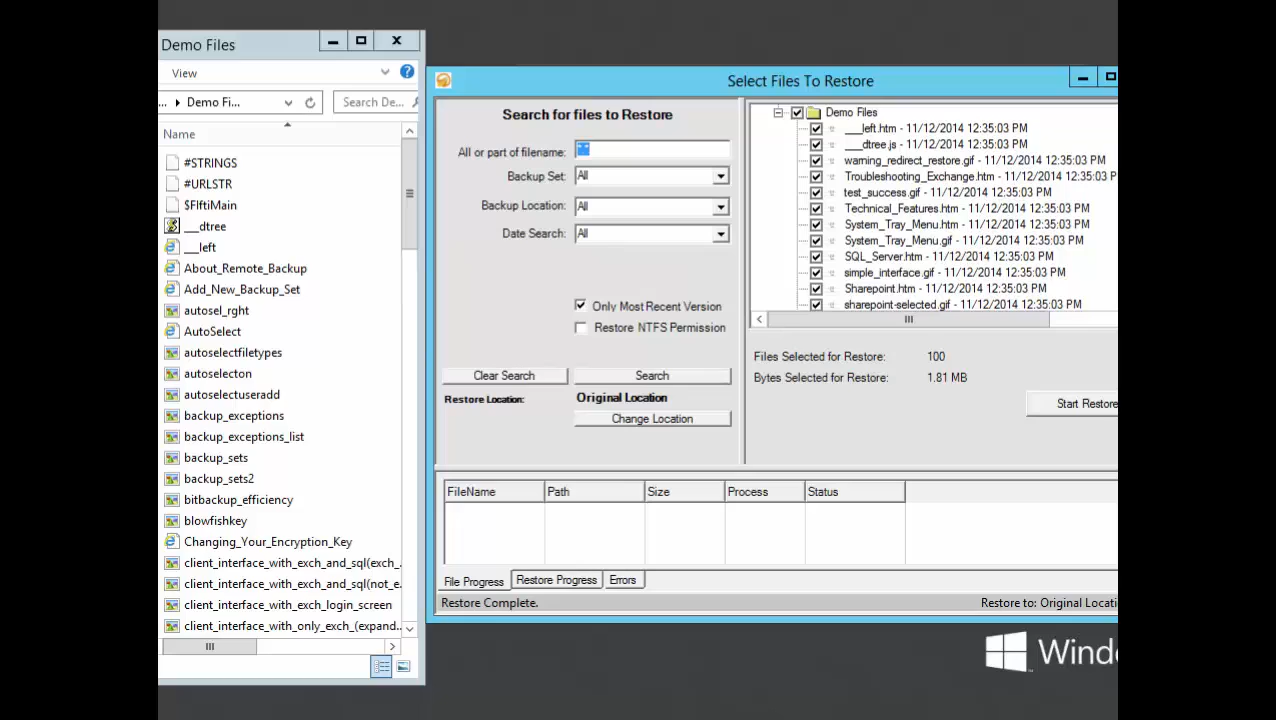 Demo Files
View
... Demo Fi...
Search De...
Name
#STRINGS
#URLSTR
$FIftiMain
__dtree
__left
About_Remote_Backup
Add_New_Backup_Set
autosel_rght
AutoSelect
autoselectfiletypes
autoselecton
autoselectuseradd
backup_exceptions
backup_exceptions_list
backup_sets
backup_sets2
bitbackup_efficiency
blowfishkey
Changing_Your_Encryption_Key
client_interface_with_exch_and_sql(exch_...
client_interface_with_exch_and_sql(not_e...
client_interface_with_exch_login_screen
client_interface_with_only_exch_(expand...
Select Files To Restore
Search for files to Restore
All or part of filename:
Backup Set: All
Backup Location: All
Date Search: All
Only Most Recent Version
Restore NTFS Permission
Clear Search Search
Restore Location: Original Location
Change Location
Demo Files
___left.htm - 11/12/2014 12:35:03 PM
___dtree.js - 11/12/2014 12:35:03 PM
warning_redirect_restore.gif - 11/12/2014 12:35:03 PM
Troubleshooting_Exchange.htm - 11/12/2014 12:35:03 P
test_success.gif - 11/12/2014 12:35:03 PM
Technical_Features.htm - 11/12/2014 12:35:03 PM
System_Tray_Menu.htm - 11/12/2014 12:35:03 PM
System_Tray_Menu.gif - 11/12/2014 12:35:03 PM
SQL_Server.htm - 11/12/2014 12:35:03 PM
simple_interface.gif - 11/12/2014 12:35:03 PM
Sharepoint.htm - 11/12/2014 12:35:03 PM
sharepoint-selected.gif - 11/12/2014 12:35:03 PM
Files Selected for Restore: 100
Bytes Selected for Restore: 1.81 MB
Start Restore
FileName Path Size Process Status
File Progress Restore Progress Errors
Restore Complete. Restore to: Original Locati
Windo